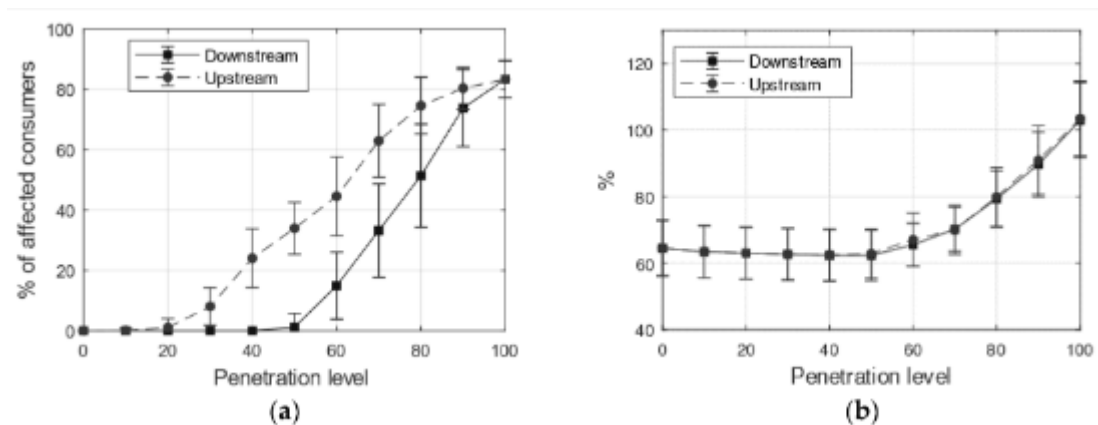 100
80
60
40
20
0
% of affected consumers
Downstream
Upstream
0 20 40 60 80 100
Penetration level
(a)
120
100
80
60
40
%
Downstream
Upstream
0 20 40 60 80 100
Penetration level
(b)